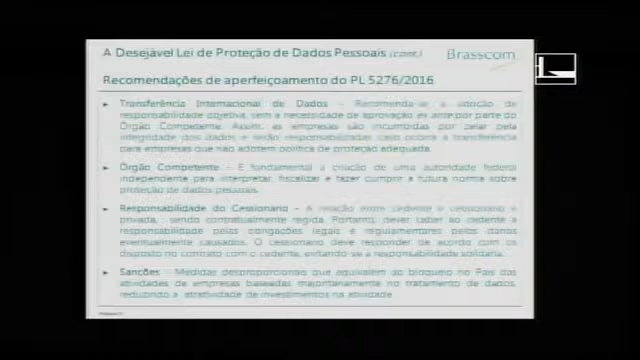 A Desejável Lei de Proteção de Dados Pessoais (cont.)
Brasscom
Recomendações de aperfeiçoamento do PL 5276/2016
► Transferência Internacional de Dados – Recomenda-se a adoção de
responsabilidade objetiva, sem a necessidade de aprovação ex ante por parte do
Órgão Competente. Assim, as empresas são incumbidas por zelar pela
integridade dos dados e serão responsabilizadas caso ocorra a transferência
para empresas que não adotem política de proteção adequada.
► Órgão Competente – É fundamental a criação de uma autoridade federal
independente para interpretar, fiscalizar e fazer cumprir a futura norma sobre
proteção de dados pessoais.
► Responsabilidade do Cessionário – A relação entre cedente e cessionário é
privada, sendo contratualmente regida. Portanto, deve caber ao cedente a
responsabilidade pelas obrigações legais e regulamentares pelos danos
eventualmente causados. O cessionário deve responder de acordo com os
disposto no contrato com o cedente, evitando-se a responsabilidade solidária.
► Sanções – Medidas desproporcionais que equivalem ao bloqueio no País das
atividades de empresas baseadas majoritariamente no tratamento de dados,
reduzindo a atratividade de investimentos na atividade